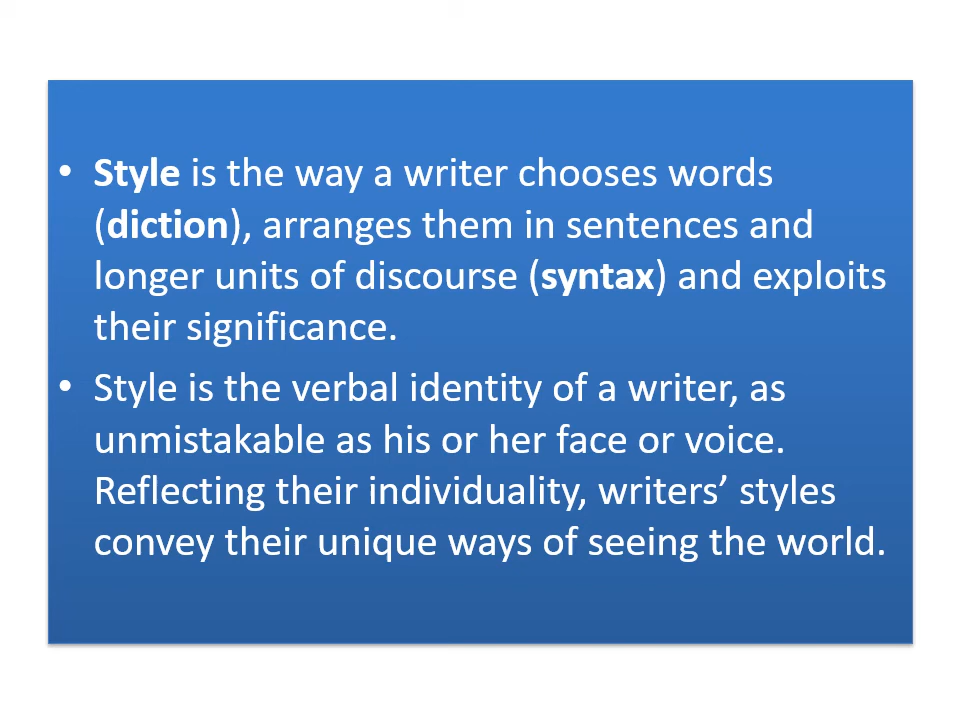 • Style is the way a writer chooses words
(diction), arranges them in sentences and
longer units of discourse (syntax) and exploits
their significance.
• Style is the verbal identity of a writer, as
unmistakable as his or her face or voice.
Reflecting their individuality, writers’ styles
convey their unique ways of seeing the world.